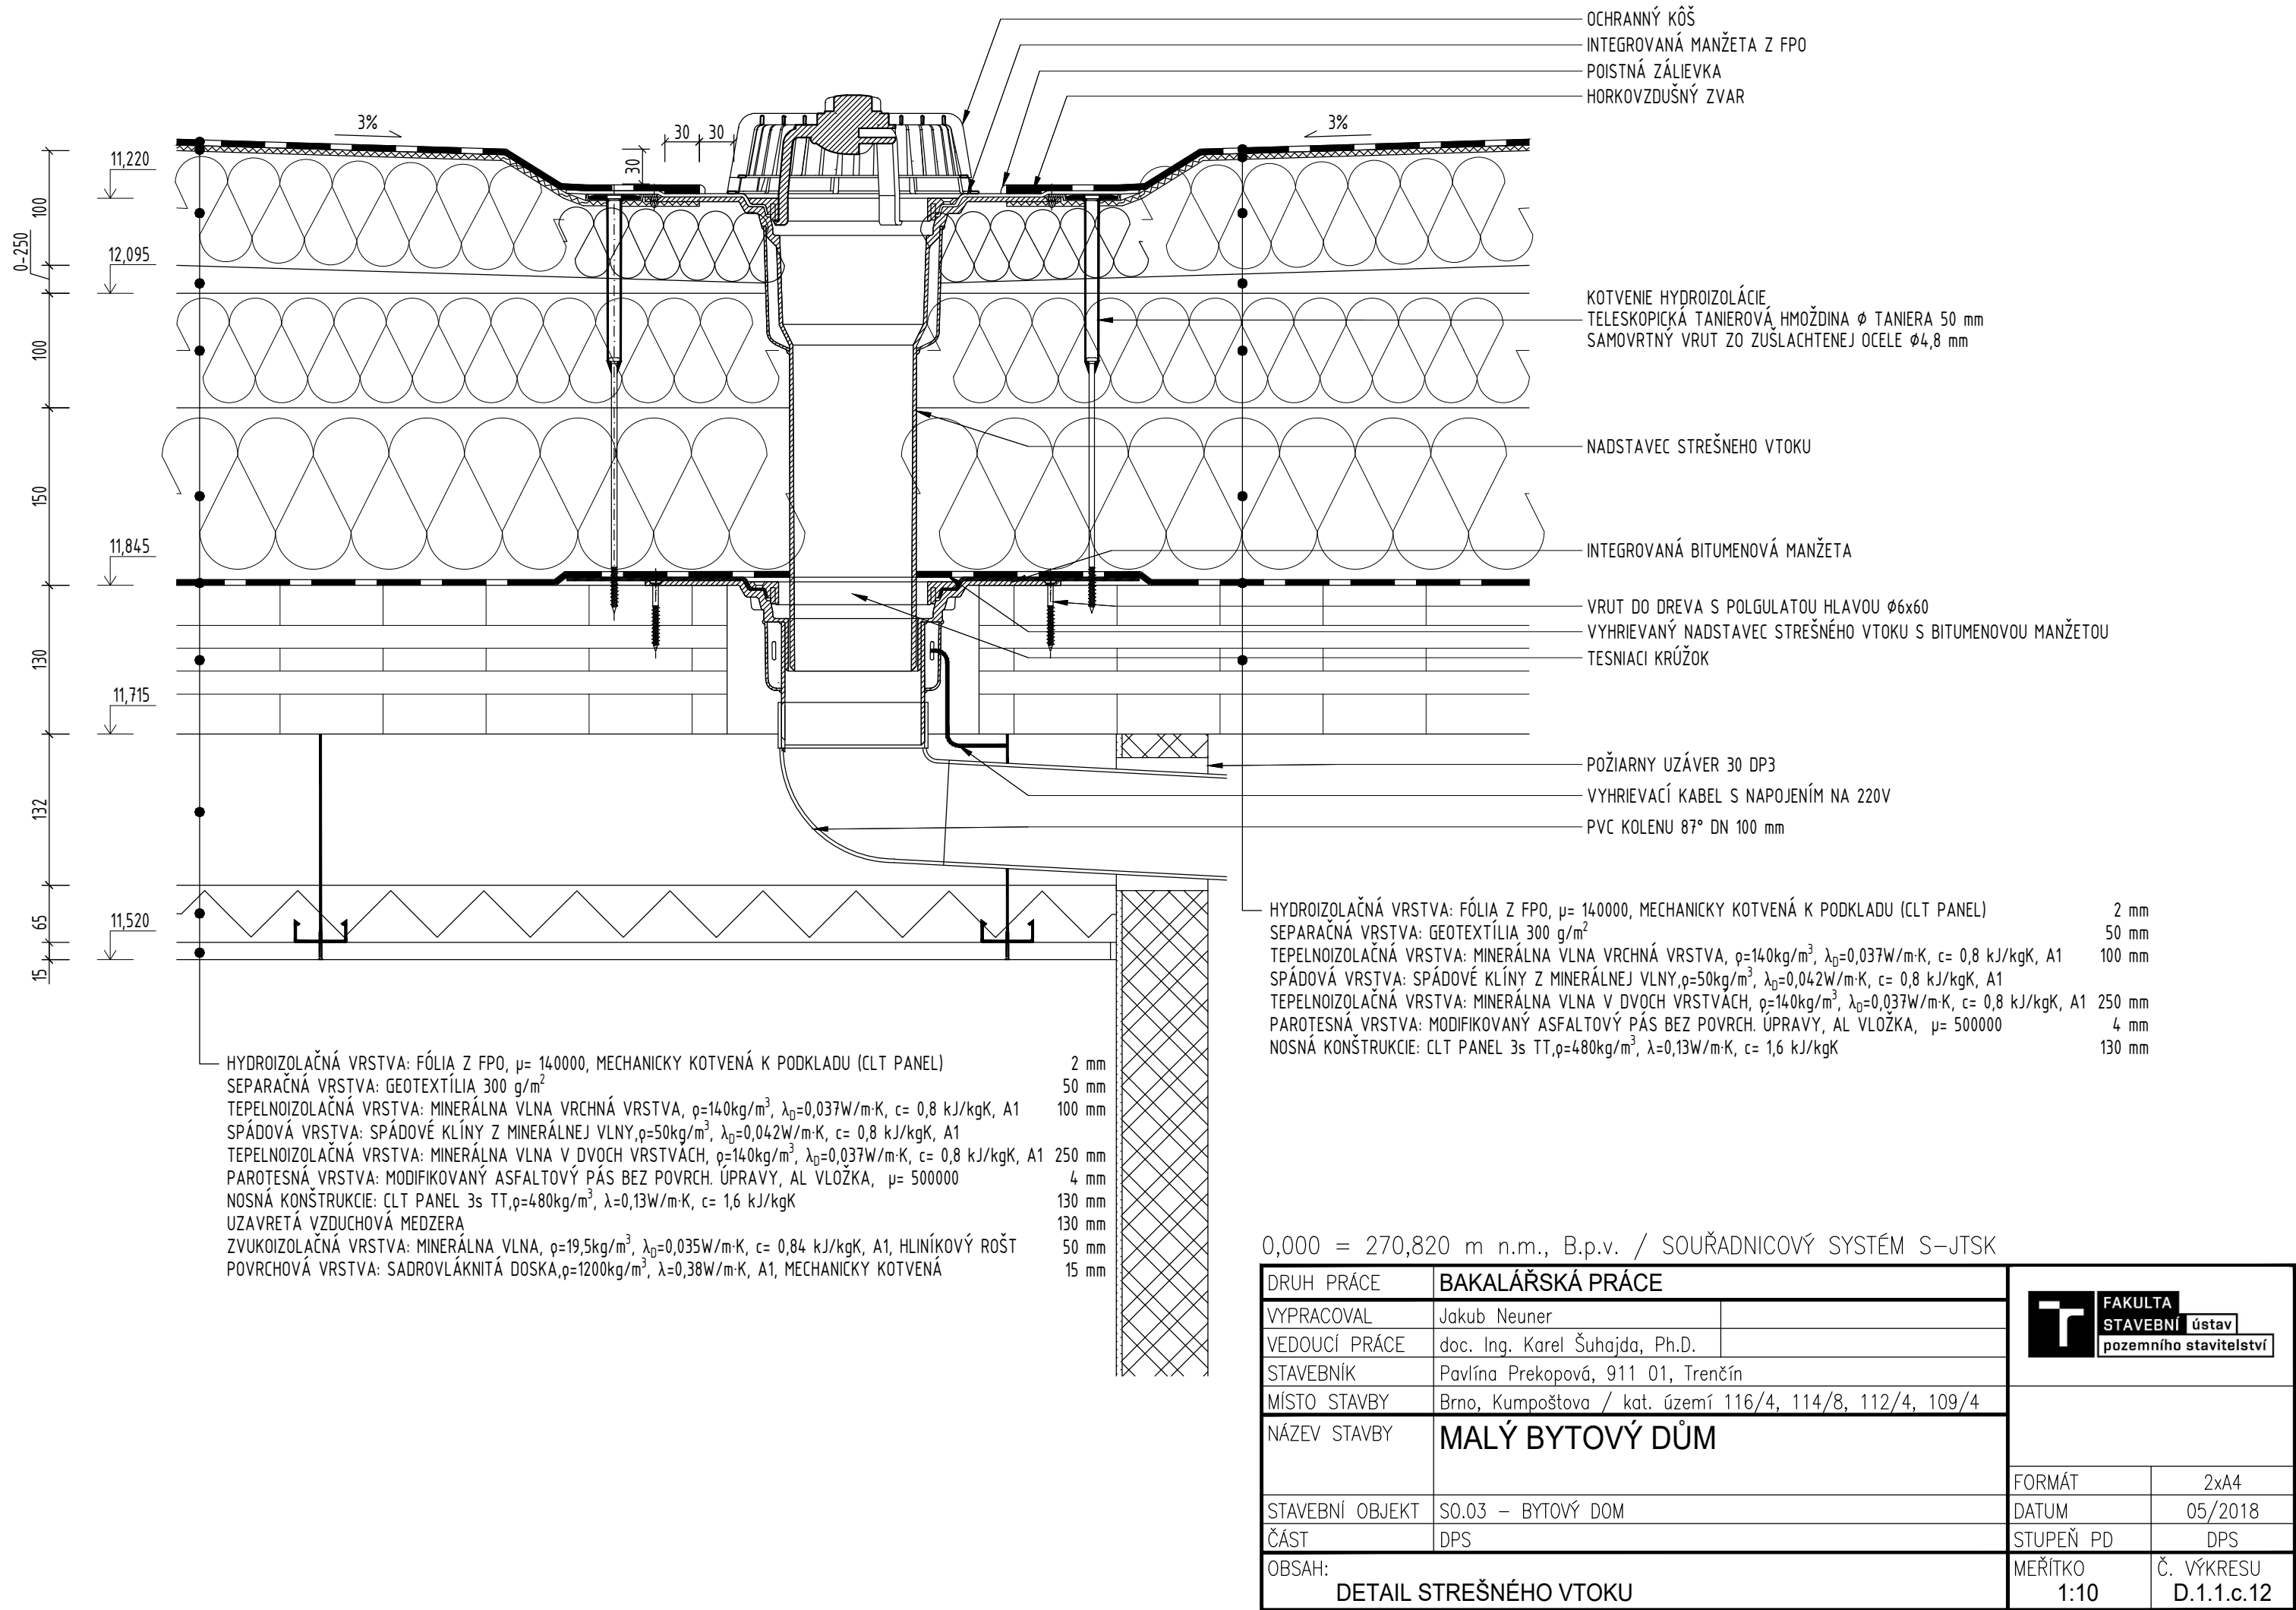 OCHRANNÝ KÔŠ
INTEGROVANÁ MANŽETA Z FPO
POISTNÁ ZÁLIEVKA
HORKOVZDUŠNÝ ZVAR
3%
30 30
30
3%
11,220
100
0-250
12,095
100
KOTVENIE HYDROIZOLÁCIE
TELESKOPICKÁ TANIEROVÁ HMOŽDINA Ø TANIERA 50 mm
SAMOVRTNÝ VRUT ZO ZUŠLACHTENEJ OCELE Ø4,8 mm
NADSTAVEC STREŠNEHO VTOKU
150
11,845
INTEGROVANÁ BITUMENOVÁ MANŽETA
VRUT DO DREVA S POLGULATOU HLAVOU Ø6x60
VYHRIEVANÝ NADSTAVEC STREŠNÉHO VTOKU S BITUMENOVOU MANŽETOU
TESNIACI KRÚŽOK
130
11,715
POŽIARNY UZÁVER 30 DP3
VYHRIEVACÍ KABEL S NAPOJENÍM NA 220V
PVC KOLENU 87° DN 100 mm
132
65
11,520
15
HYDROIZOLAČNÁ VRSTVA: FÓLIA Z FPO, μ= 140000, MECHANICKY KOTVENÁ K PODKLADU (CLT PANEL) 2 mm
SEPARAČNÁ VRSTVA: GEOTEXTÍLIA 300 g/m² 50 mm
TEPELNOIZOLAČNÁ VRSTVA: MINERÁLNA VLNA VRCHNÁ VRSTVA, ρ=140kg/m³, λD=0,037W/m·K, c= 0,8 kJ/kgK, A1 100 mm
SPÁDOVÁ VRSTVA: SPÁDOVÉ KLÍNY Z MINERÁLNEJ VLNY,ρ=50kg/m³, λD=0,042W/m·K, c= 0,8 kJ/kgK, A1
TEPELNOIZOLAČNÁ VRSTVA: MINERÁLNA VLNA V DVOCH VRSTVÁCH, ρ=140kg/m³, λD=0,037W/m·K, c= 0,8 kJ/kgK, A1 250 mm
PAROTESNÁ VRSTVA: MODIFIKOVANÝ ASFALTOVÝ PÁS BEZ POVRCH. ÚPRAVY, AL VLOŽKA, μ= 500000 4 mm
NOSNÁ KONŠTRUKCIE: CLT PANEL 3s TT,ρ=480kg/m³, λ=0,13W/m·K, c= 1,6 kJ/kgK 130 mm
HYDROIZOLAČNÁ VRSTVA: FÓLIA Z FPO, μ= 140000, MECHANICKY KOTVENÁ K PODKLADU (CLT PANEL) 2 mm
SEPARAČNÁ VRSTVA: GEOTEXTÍLIA 300 g/m² 50 mm
TEPELNOIZOLAČNÁ VRSTVA: MINERÁLNA VLNA VRCHNÁ VRSTVA, ρ=140kg/m³, λD=0,037W/m·K, c= 0,8 kJ/kgK, A1 100 mm
SPÁDOVÁ VRSTVA: SPÁDOVÉ KLÍNY Z MINERÁLNEJ VLNY,ρ=50kg/m³, λD=0,042W/m·K, c= 0,8 kJ/kgK, A1
TEPELNOIZOLAČNÁ VRSTVA: MINERÁLNA VLNA V DVOCH VRSTVÁCH, ρ=140kg/m³, λD=0,037W/m·K, c= 0,8 kJ/kgK, A1 250 mm
PAROTESNÁ VRSTVA: MODIFIKOVANÝ ASFALTOVÝ PÁS BEZ POVRCH. ÚPRAVY, AL VLOŽKA, μ= 500000 4 mm
NOSNÁ KONŠTRUKCIE: CLT PANEL 3s TT,ρ=480kg/m³, λ=0,13W/m·K, c= 1,6 kJ/kgK 130 mm
UZAVRETÁ VZDUCHOVÁ MEDZERA 130 mm
ZVUKOIZOLAČNÁ VRSTVA: MINERÁLNA VLNA, ρ=19,5kg/m³, λD=0,035W/m·K, c= 0,84 kJ/kgK, A1, HLINÍKOVÝ ROŠT 50 mm
POVRCHOVÁ VRSTVA: SADROVLÁKNITÁ DOSKA,ρ=1200kg/m³, λ=0,38W/m·K, A1, MECHANICKY KOTVENÁ 15 mm
0,000 = 270,820 m n.m., B.p.v. / SOUŘADNICOVÝ SYSTÉM S-JTSK
DRUH PRÁCE BAKALÁŘSKÁ PRÁCE
VYPRACOVAL Jakub Neuner
VEDOUCÍ PRÁCE doc. Ing. Karel Šuhajda, Ph.D.
STAVEBNÍK Pavlína Prekopová, 911 01, Trenčín
MÍSTO STAVBY Brno, Kumpoštova / kat. území 116/4, 114/8, 112/4, 109/4
NÁZEV STAVBY MALÝ BYTOVÝ DŮM
STAVEBNÍ OBJEKT SO.03 - BYTOVÝ DOM
ČÁST DPS
OBSAH:
DETAIL STREŠNÉHO VTOKU
FAKULTA
STAVEBNÍ ústav
pozemního stavitelství
FORMÁT 2xA4
DATUM 05/2018
STUPEŇ PD DPS
MEŘÍTKO Č. VÝKRESU
1:10 D.1.1.c.12